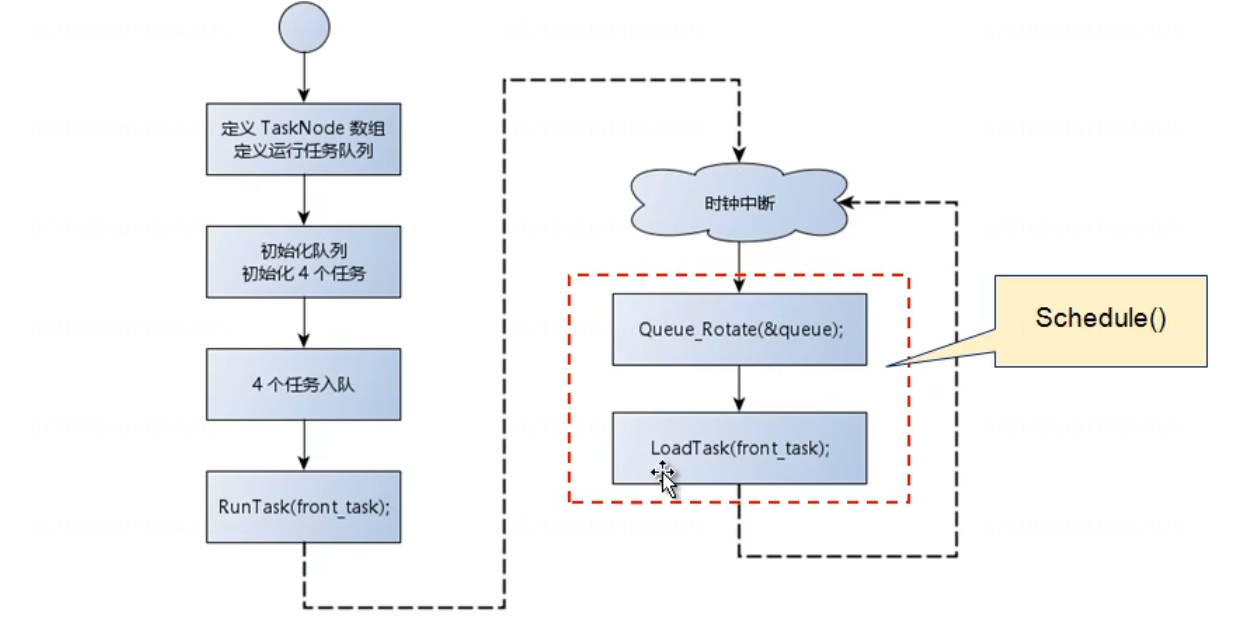 定义 TaskNode 数组
定义运行任务队列
初始化队列
初始化 4 个任务
4 个任务入队
RunTask(front_task);
时钟中断
Queue_Rotate(&queue);
LoadTask(front_task);
Schedule()